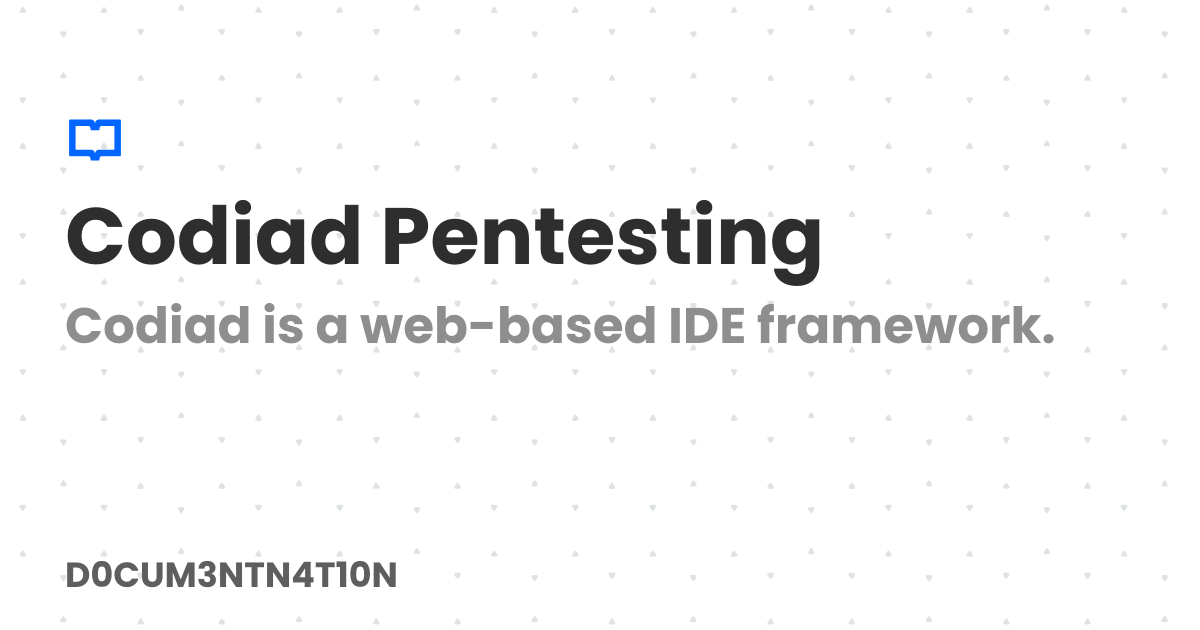 Codiad Pentesting
Codiad is a web-based IDE framework.
D0CUM3NTN4T10N